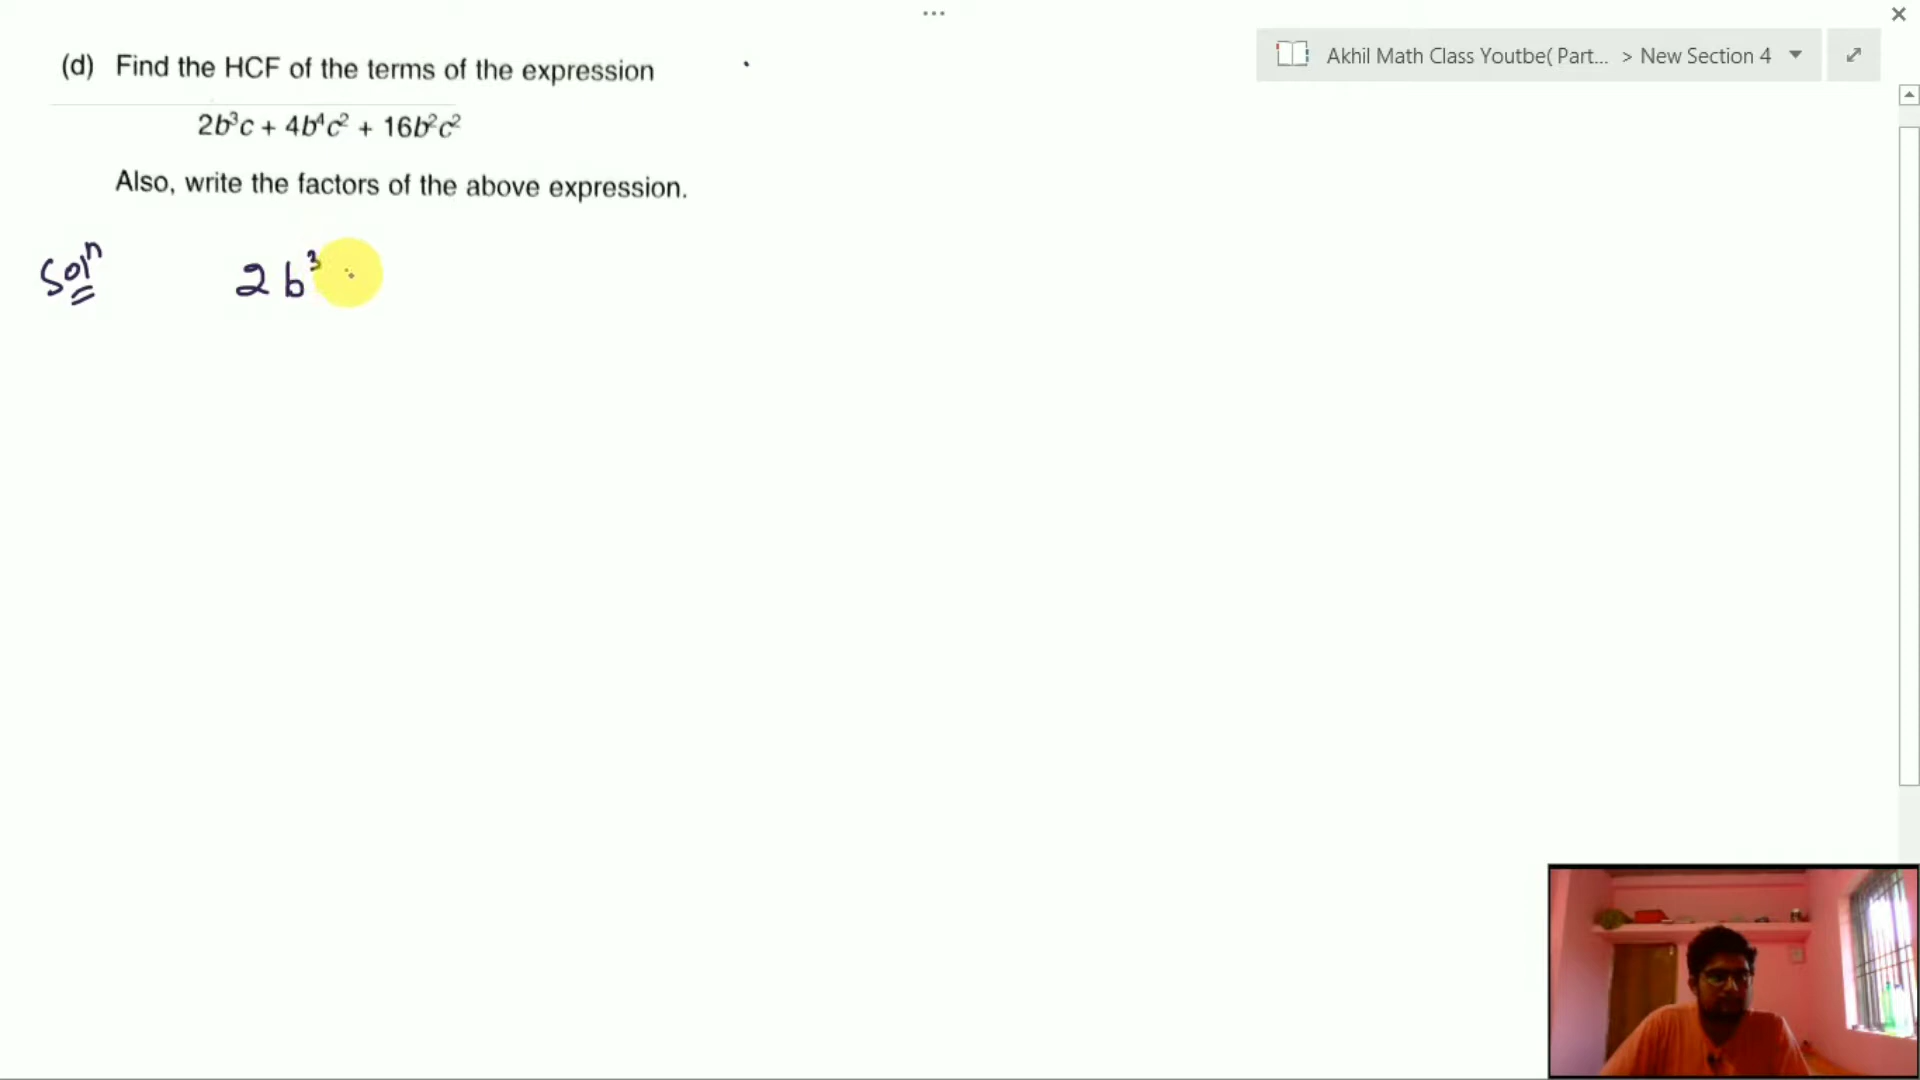 ...
Akhil Math Class Youtbe( Part... > New Section 4
(d) Find the HCF of the terms of the expression
2b³c + 4b⁴c² + 16b²c²
Also, write the factors of the above expression.
Solⁿ 2b³